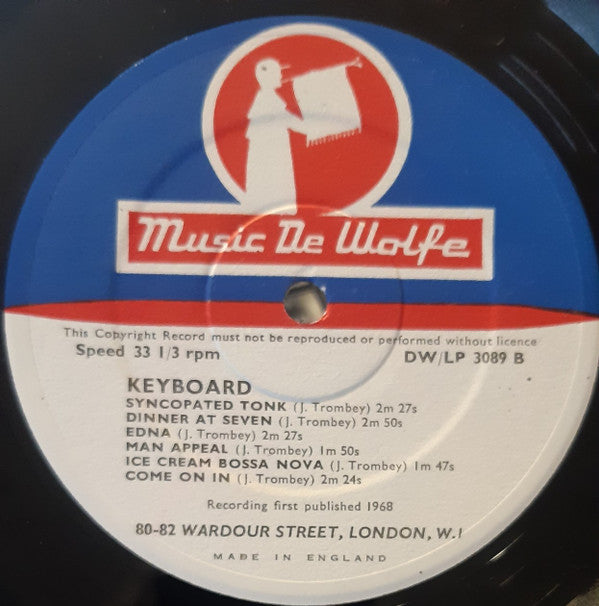 Music De Wolfe
This Copyright Record must not be reproduced or performed without licence
Speed 33 1/3 rpm DW/LP 3089 B
KEYBOARD
SYNCOPATED TONK (J. Trombey) 2m 27s
DINNER AT SEVEN (J. Trombey) 2m 50s
EDNA (J. Trombey) 2m 27s
MAN APPEAL (J. Trombey) 1m 50s
ICE CREAM BOSSA NOVA (J. Trombey) 1m 47s
COME ON IN (J. Trombey) 2m 24s
Recording first published 1968
80-82 WARDOUR STREET, LONDON, W.1
MADE IN ENGLAND